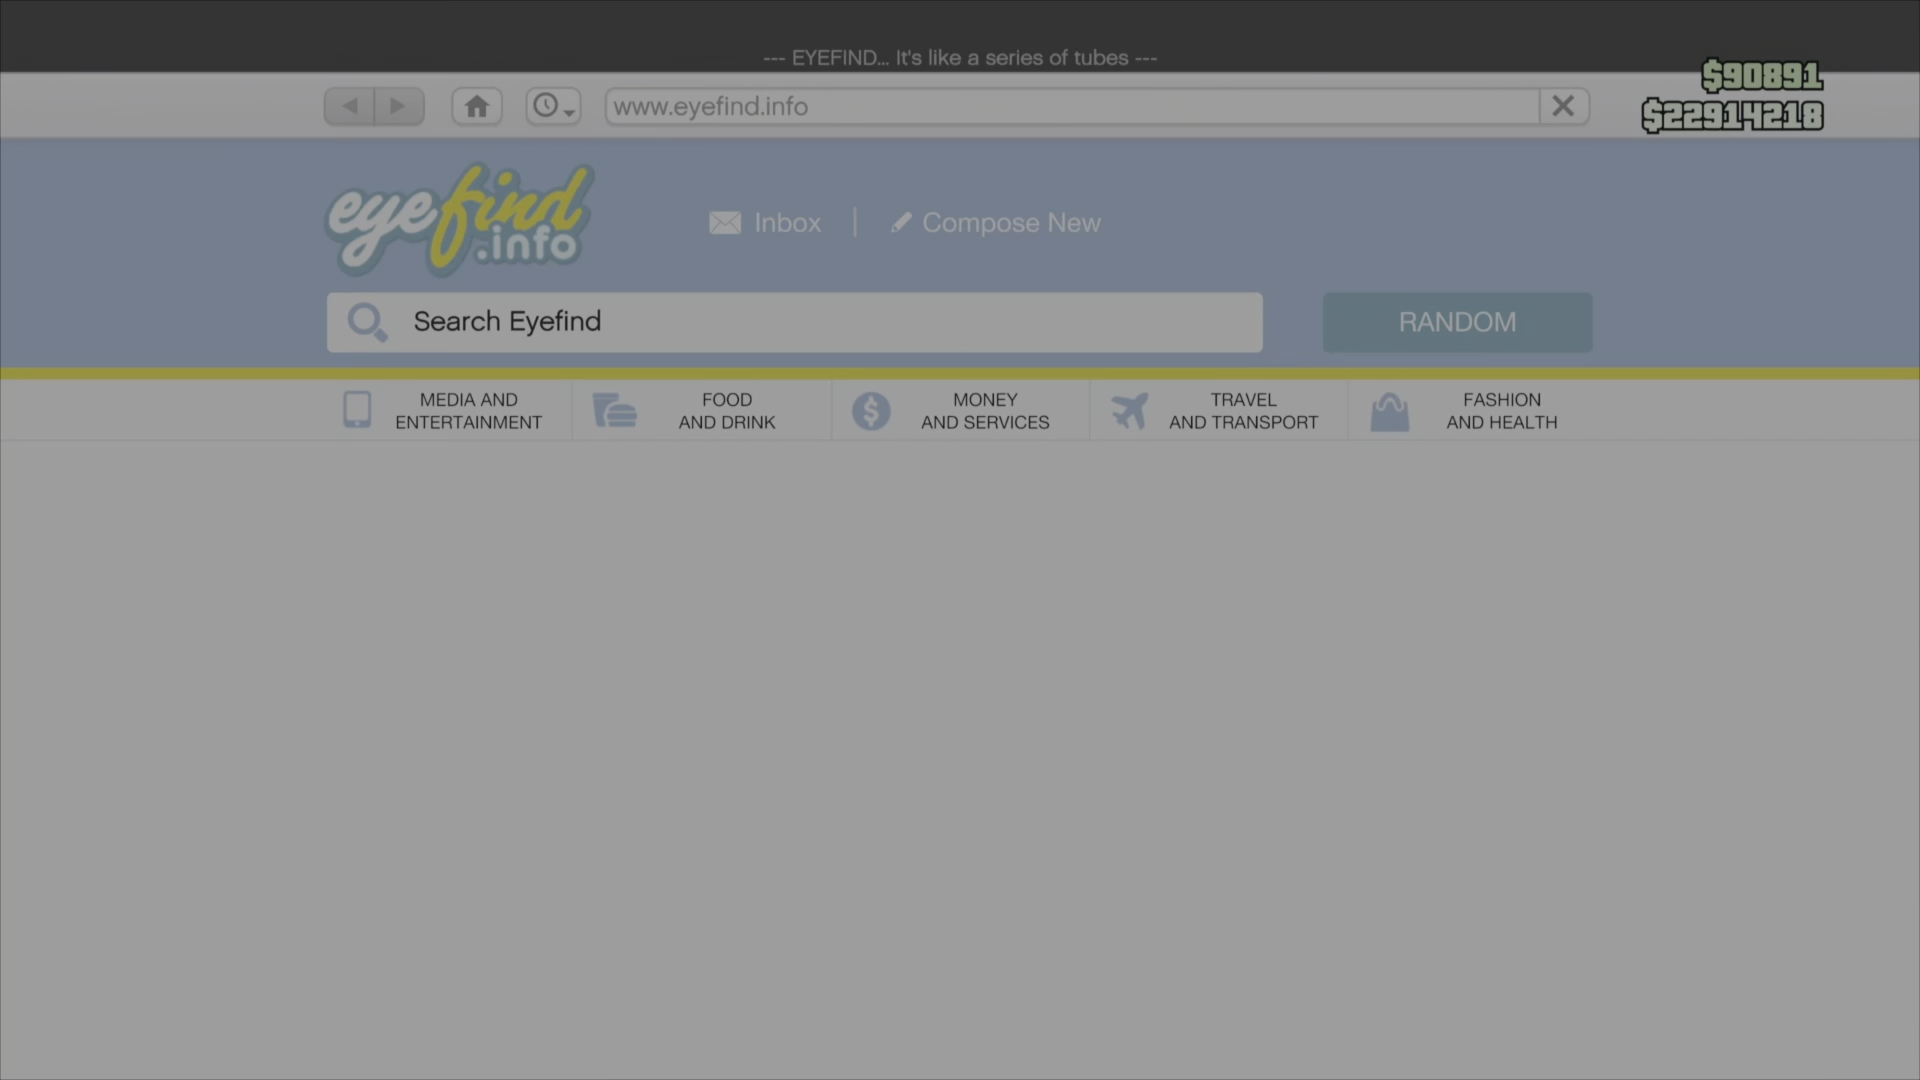 --- EYEFIND... It's like a series of tubes ---
$90891
www.eyefind.info
$22914218
eyefind
.info
Inbox
Compose New
Search Eyefind
RANDOM
MEDIA AND
ENTERTAINMENT
FOOD
AND DRINK
MONEY
AND SERVICES
TRAVEL
AND TRANSPORT
FASHION
AND HEALTH